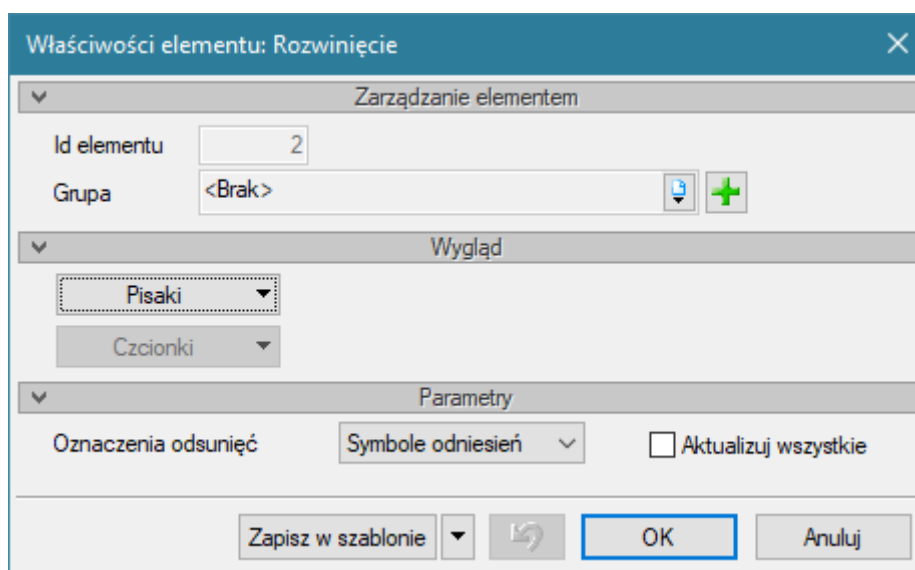 Właściwości elementu: Rozwinięcie
Zarządzanie elementem
Id elementu 2
Grupa <Brak>
Wygląd
Pisaki
Czcionki
Parametry
Oznaczenia odsunięć Symbole odniesień Aktualizuj wszystkie
Zapisz w szablonie OK Anuluj